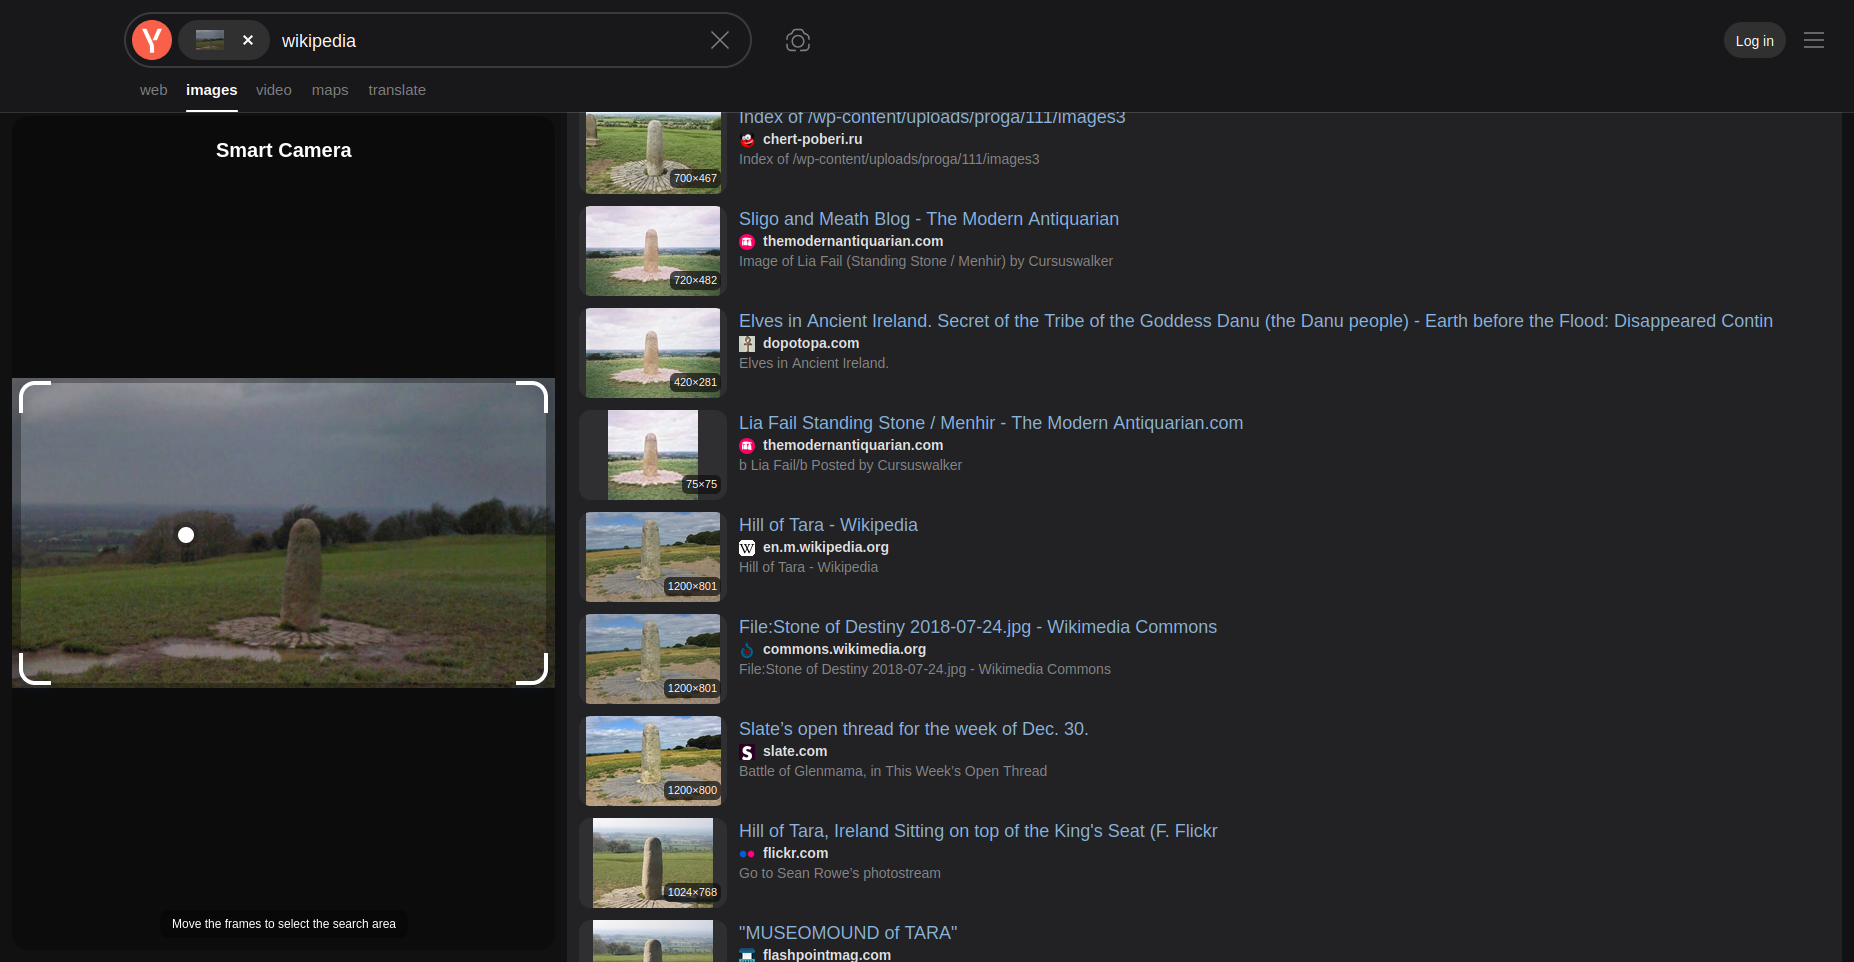 wikipedia
Log in
web images video maps translate
Smart Camera
Move the frames to select the search area
Index of /wp-content/uploads/proga/111/images3
chert-poberi.ru
Index of /wp-content/uploads/proga/111/images3
700×467
Sligo and Meath Blog - The Modern Antiquarian
themodernantiquarian.com
Image of Lia Fail (Standing Stone / Menhir) by Cursuswalker
720×482
Elves in Ancient Ireland. Secret of the Tribe of the Goddess Danu (the Danu people) - Earth before the Flood: Disappeared Contin
dopotopa.com
Elves in Ancient Ireland.
420×281
Lia Fail Standing Stone / Menhir - The Modern Antiquarian.com
themodernantiquarian.com
b Lia Fail/b Posted by Cursuswalker
75×75
Hill of Tara - Wikipedia
en.m.wikipedia.org
Hill of Tara - Wikipedia
1200×801
File:Stone of Destiny 2018-07-24.jpg - Wikimedia Commons
commons.wikimedia.org
File:Stone of Destiny 2018-07-24.jpg - Wikimedia Commons
1200×801
Slate’s open thread for the week of Dec. 30.
slate.com
Battle of Glenmama, in This Week’s Open Thread
1200×800
Hill of Tara, Ireland Sitting on top of the King's Seat (F. Flickr
flickr.com
Go to Sean Rowe’s photostream
1024×768
"MUSEOMOUND of TARA"
flashpointmag.com